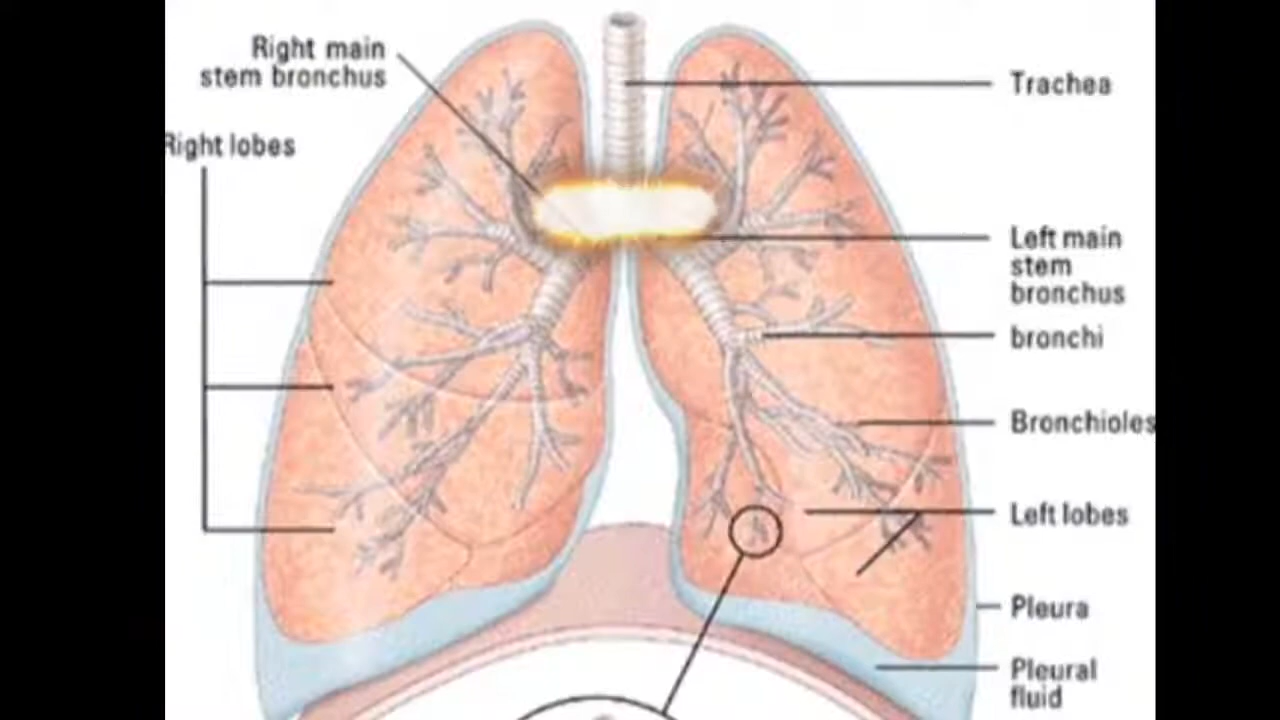 Right main
stem bronchus
Right lobes
Trachea
Left main
stem
bronchus
bronchi
Bronchioles
Left lobes
Pleura
Pleural
fluid